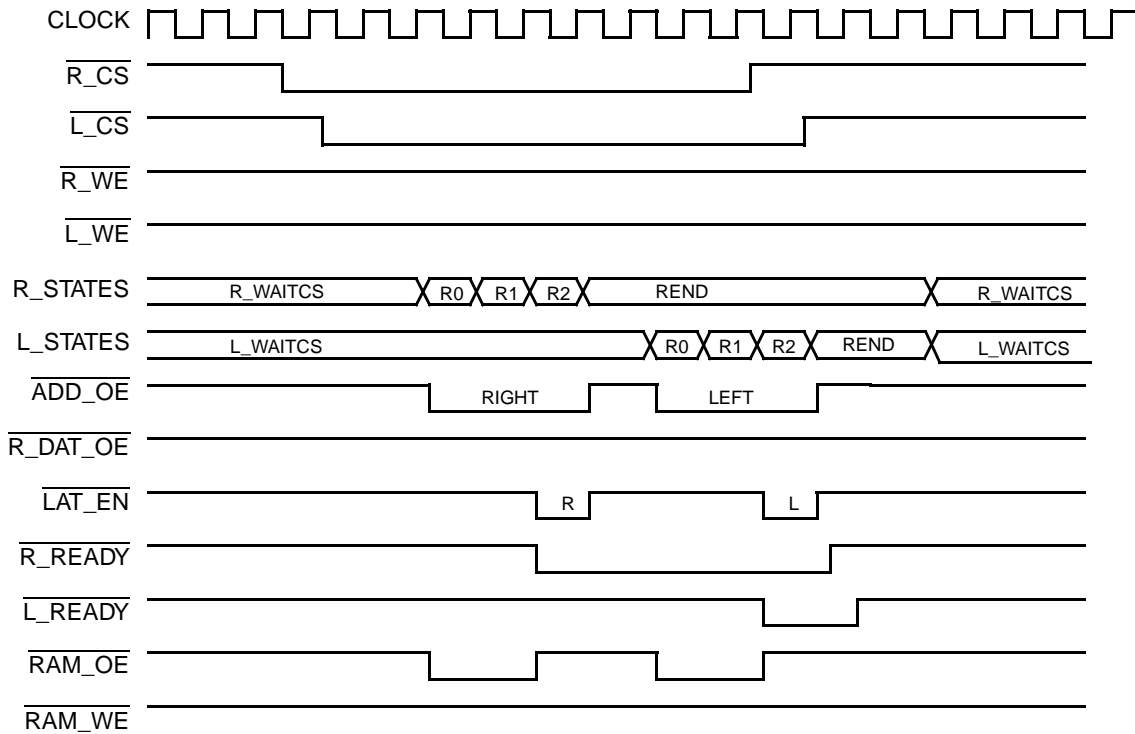 CLOCK
R_CS
L_CS
R_WE
L_WE
R_STATES R_WAITCS R0 R1 R2 REND R_WAITCS
L_STATES L_WAITCS R0 R1 R2 REND L_WAITCS
ADD_OE RIGHT LEFT
R_DAT_OE
LAT_EN R L
R_READY
L_READY
RAM_OE
RAM_WE